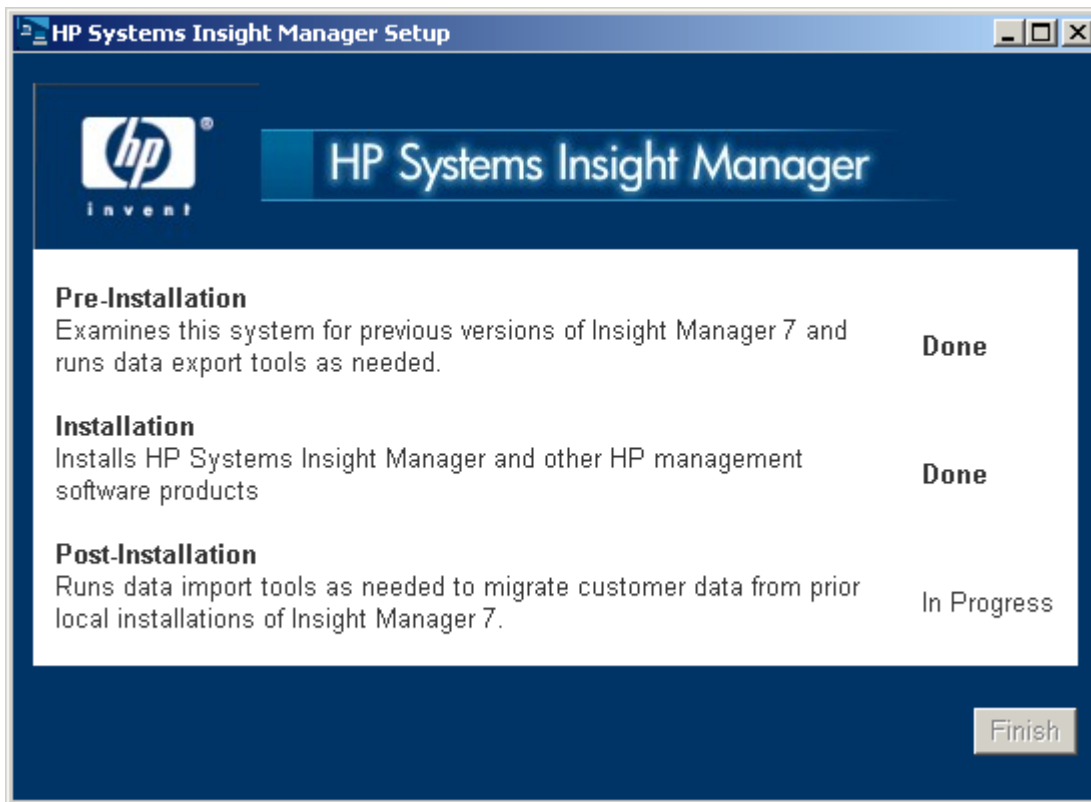 HP Systems Insight Manager Setup
hp
®
invent
HP Systems Insight Manager
Pre-Installation
Examines this system for previous versions of Insight Manager 7 and
runs data export tools as needed.
Done
Installation
Installs HP Systems Insight Manager and other HP management
software products
Done
Post-Installation
Runs data import tools as needed to migrate customer data from prior
local installations of Insight Manager 7.
In Progress
Finish